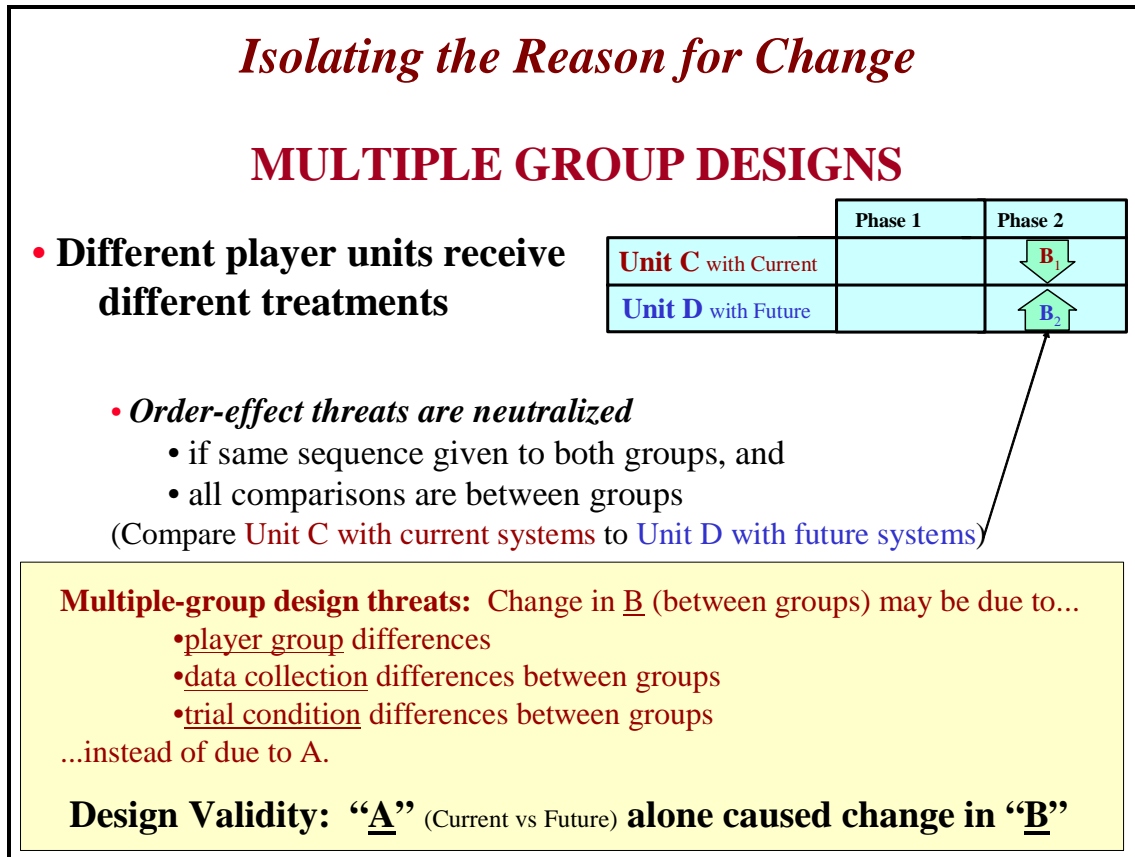 Isolating the Reason for Change
MULTIPLE GROUP DESIGNS
• Different player units receive
different treatments
Phase 1 Phase 2
Unit C with Current B1
Unit D with Future B2
• Order-effect threats are neutralized
• if same sequence given to both groups, and
• all comparisons are between groups
(Compare Unit C with current systems to Unit D with future systems)
Multiple-group design threats: Change in B (between groups) may be due to...
•player group differences
•data collection differences between groups
•trial condition differences between groups
...instead of due to A.
Design Validity: “A” (Current vs Future) alone caused change in “B”